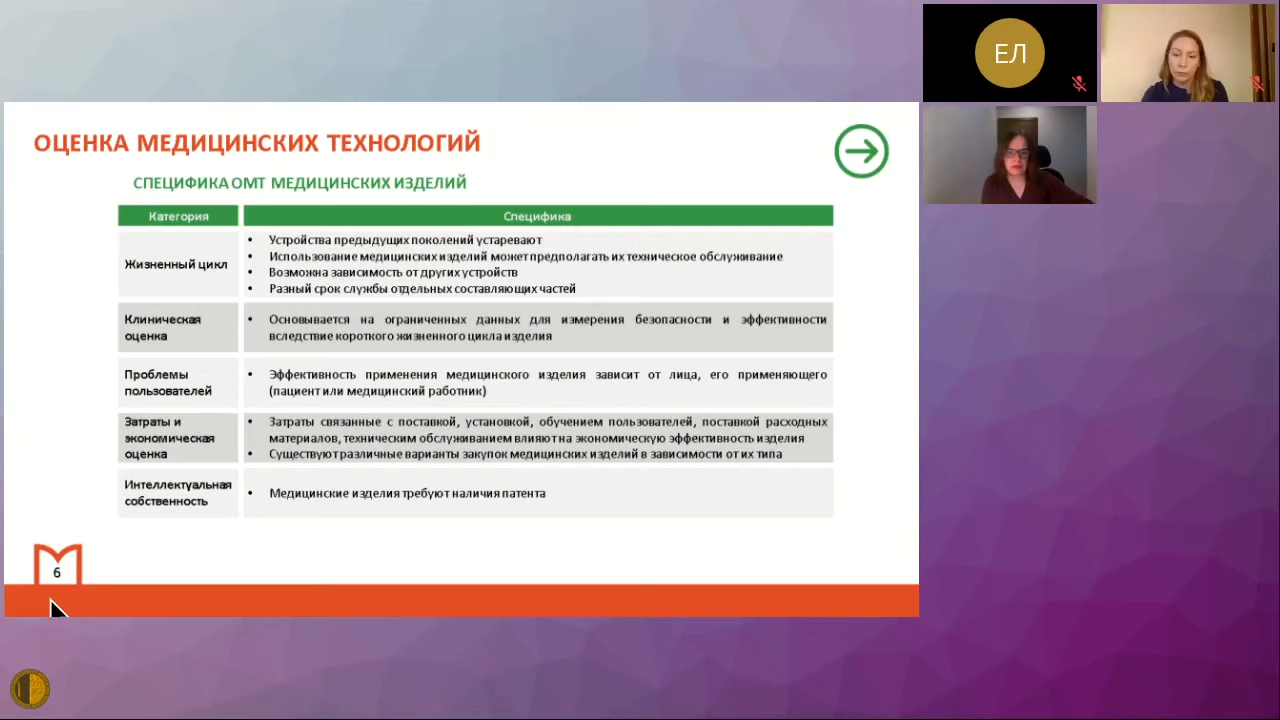 ЕЛ
ОЦЕНКА МЕДИЦИНСКИХ ТЕХНОЛОГИЙ
СПЕЦИФИКА ОМТ МЕДИЦИНСКИХ ИЗДЕЛИЙ
Категория
Специфика
Жизненный цикл
• Устройства предыдущих поколений устаревают
• Использование медицинских изделий может предполагать их техническое обслуживание
• Возможна зависимость от других устройств
• Разный срок службы отдельных составляющих частей
Клиническая
оценка
• Основывается на ограниченных данных для измерения безопасности и эффективности
вследствие короткого жизненного цикла изделия
Проблемы
пользователей
• Эффективность применения медицинского изделия зависит от лица, его применяющего
(пациент или медицинский работник)
Затраты и
экономическая
оценка
• Затраты связанные с поставкой, установкой, обучением пользователей, поставкой расходных
материалов, техническим обслуживанием влияют на экономическую эффективность изделия
• Существуют различные варианты закупок медицинских изделий в зависимости от их типа
Интеллектуальная
собственность
• Медицинские изделия требуют наличия патента
6